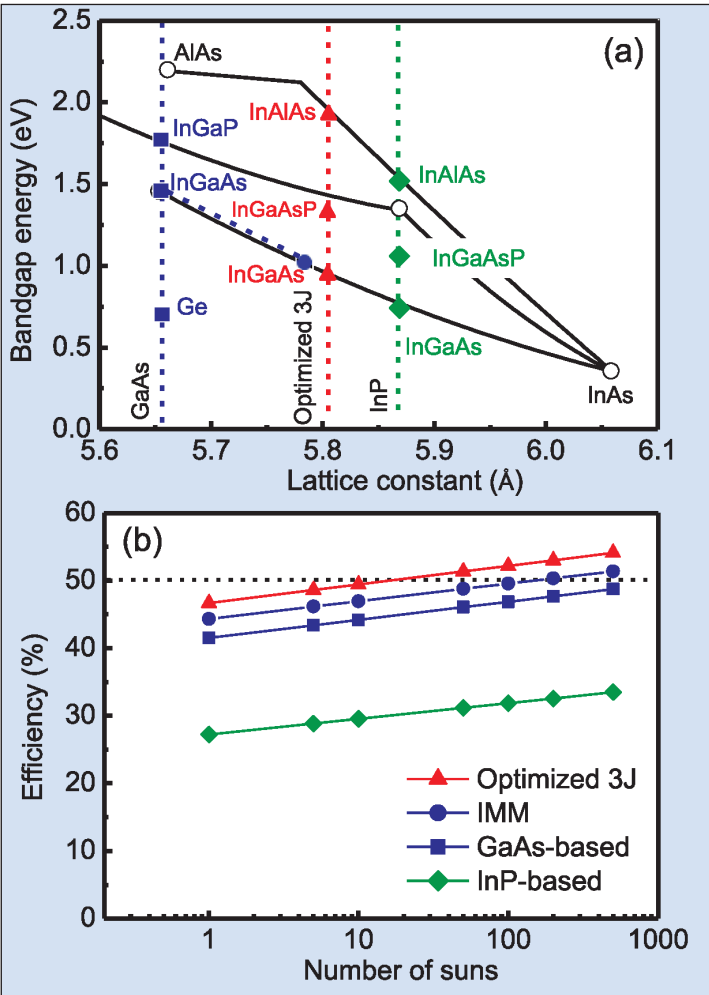 (a)
Bandgap energy (eV)
2.5
2.0
1.5
1.0
0.5
0.0
AlAs
InGaP
InGaAs
Ge
GaAs
InAlAs
InGaAsP
InGaAs
Optimized 3J
InAlAs
InGaAsP
InGaAs
InP
InAs
5.6 5.7 5.8 5.9 6.0 6.1
Lattice constant (Å)
(b)
Efficiency (%)
60
50
40
30
20
10
0
Optimized 3J
IMM
GaAs-based
InP-based
1 10 100 1000
Number of suns